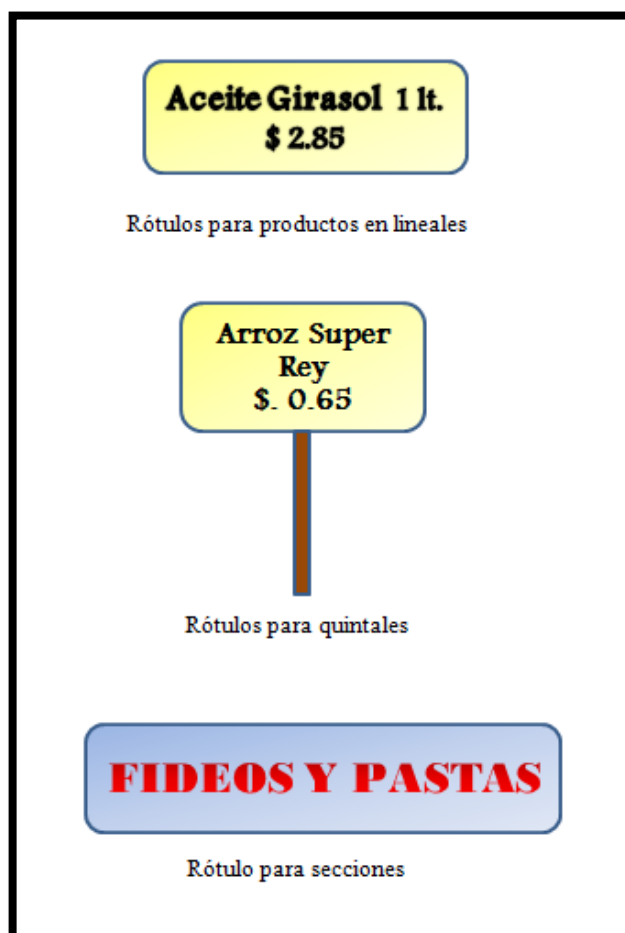 Aceite Girasol 1 lt.
$ 2.85
Rótulos para productos en lineales
Arroz Super
Rey
$. 0.65
Rótulos para quintales
FIDEOS Y PASTAS
Rótulo para secciones